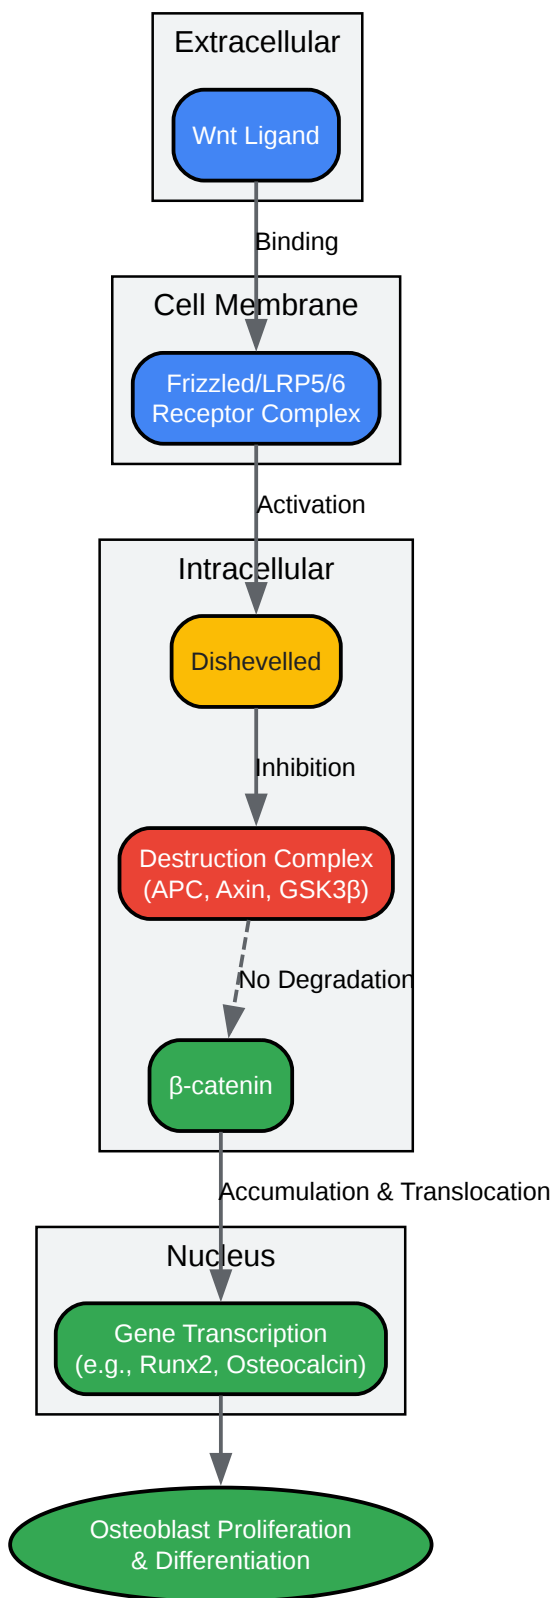 Extracellular
Wnt Ligand
Binding
Cell Membrane
Frizzled/LRP5/6
Receptor Complex
Activation
Intracellular
Dishevelled
Inhibition
Destruction Complex
(APC, Axin, GSK3β)
No Degradation
β-catenin
Accumulation & Translocation
Nucleus
Gene Transcription
(e.g., Runx2, Osteocalcin)
Osteoblast Proliferation
& Differentiation